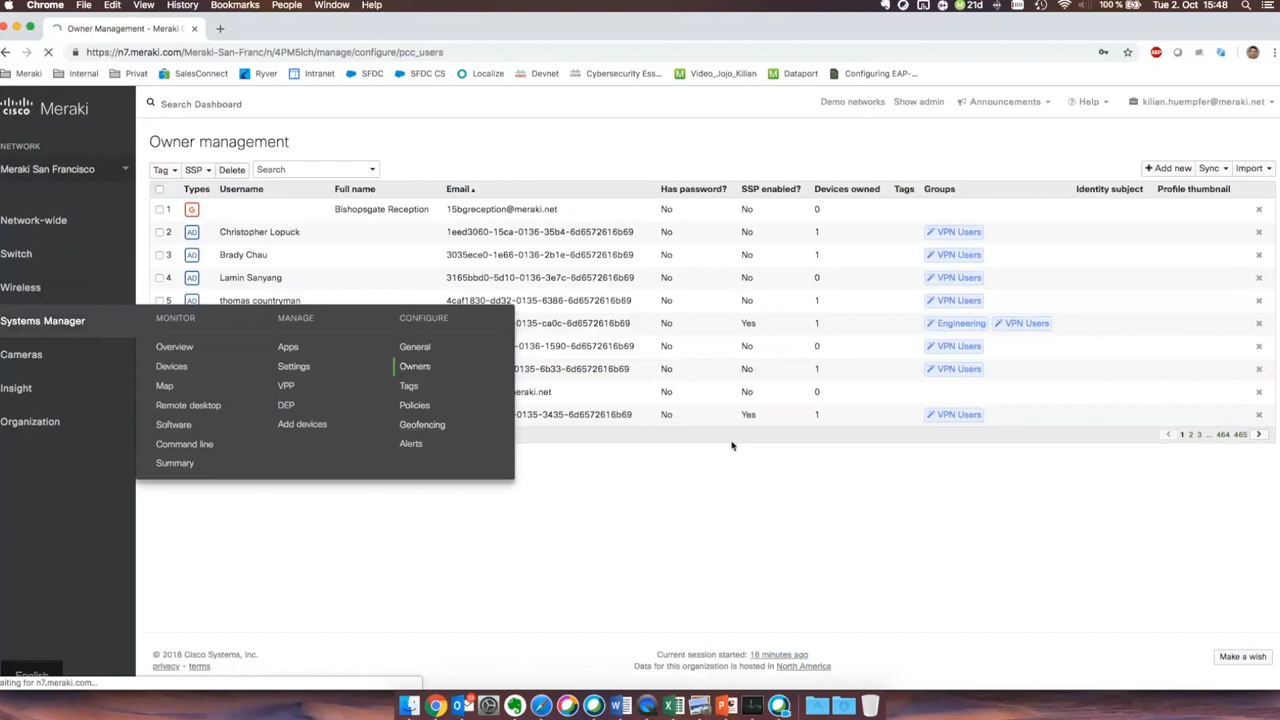 Chrome File Edit View History Bookmarks People Window Help
21d 100 % Tue 2. Oct 15:48
Owner Management - Meraki D
https://n7.meraki.com/Meraki-San-Franc/n/4PM5lch/manage/configure/pcc_users
Meraki Internal Privat SalesConnect Ryver Intranet SFDC SFDC CS Localize Devnet Cybersecurity Ess... Video_Jojo_Kilian Dataport Configuring EAP-...
cisco Meraki
Search Dashboard
Demo networks Show admin Announcements Help kilian.huempfer@meraki.net
NETWORK
Meraki San Francisco
Network-wide
Switch
Wireless
Systems Manager
Cameras
Insight
Organization
English
Owner management
Tag SSP Delete Search
Add new Sync Import
Types Username Full name Email Has password? SSP enabled? Devices owned Tags Groups Identity subject Profile thumbnail
1 G Bishopsgate Reception 15bgreception@meraki.net No No 0
2 AD Christopher Lopuck 1eed3060-15ca-0136-35b4-6d6572616b69 No No 1 VPN Users
3 AD Brady Chau 3035ece0-1e66-0136-2b1e-6d6572616b69 No No 1 VPN Users
4 AD Lamin Sanyang 3165bbd0-5d10-0136-3e7c-6d6572616b69 No No 0 VPN Users
5 AD thomas countryman 4caf1830-dd32-0135-6386-6d6572616b69 No No 1 VPN Users
-0135-ca0c-6d6572616b69 No Yes 1 Engineering VPN Users
-0136-1590-6d6572616b69 No No 0 VPN Users
-0135-6b33-6d6572616b69 No No 1 VPN Users
eraki.net No No 0
-0135-3435-6d6572616b69 No Yes 1 VPN Users
1 2 3 ... 464 465
MONITOR
Overview
Devices
Map
Remote desktop
Software
Command line
Summary
MANAGE
Apps
Settings
VPP
DEP
Add devices
CONFIGURE
General
Owners
Tags
Policies
Geofencing
Alerts
© 2018 Cisco Systems, Inc.
privacy - terms
Current session started: 18 minutes ago
Data for this organization is hosted in North America
Make a wish
aiting for n7.meraki.com...